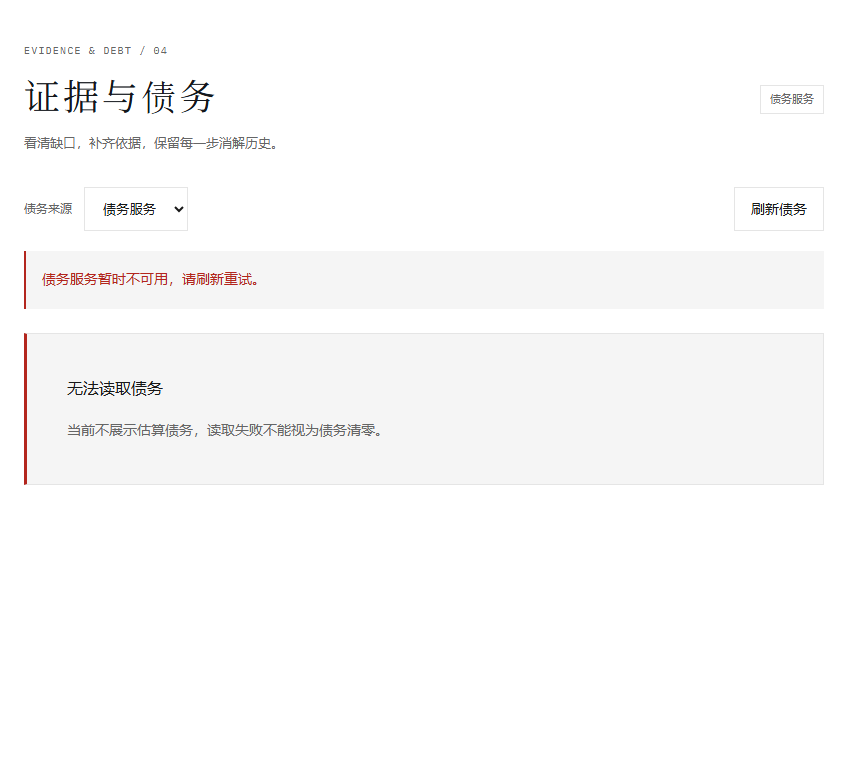 EVIDENCE & DEBT / 04
证据与债务
债务服务
看清缺口，补齐依据，保留每一步消解历史。
债务来源 债务服务 刷新债务
债务服务暂时不可用，请刷新重试。
无法读取债务
当前不展示估算债务，读取失败不能视为债务清零。